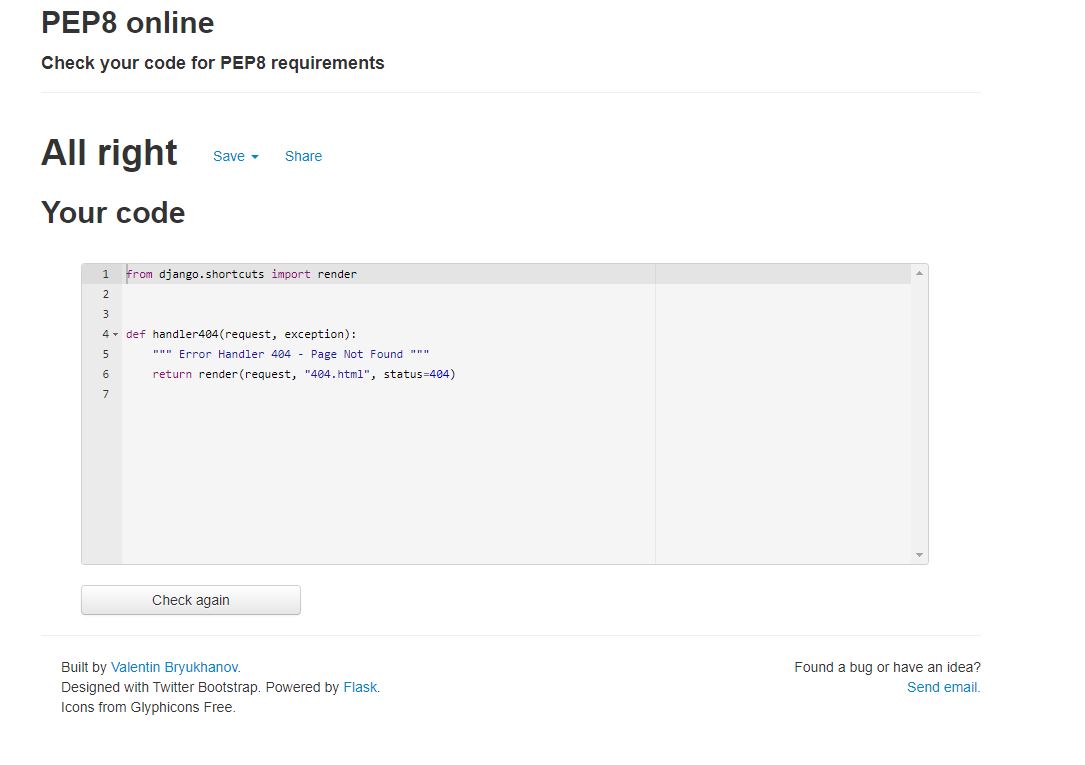 PEP8 online
Check your code for PEP8 requirements
All right Save Share
Your code
1 from django.shortcuts import render
2
3
4 def handler404(request, exception):
5     """ Error Handler 404 - Page Not Found """
6     return render(request, "404.html", status=404)
7
Check again
Built by Valentin Bryukhanov.
Designed with Twitter Bootstrap. Powered by Flask.
Icons from Glyphicons Free.
Found a bug or have an idea?
Send email.